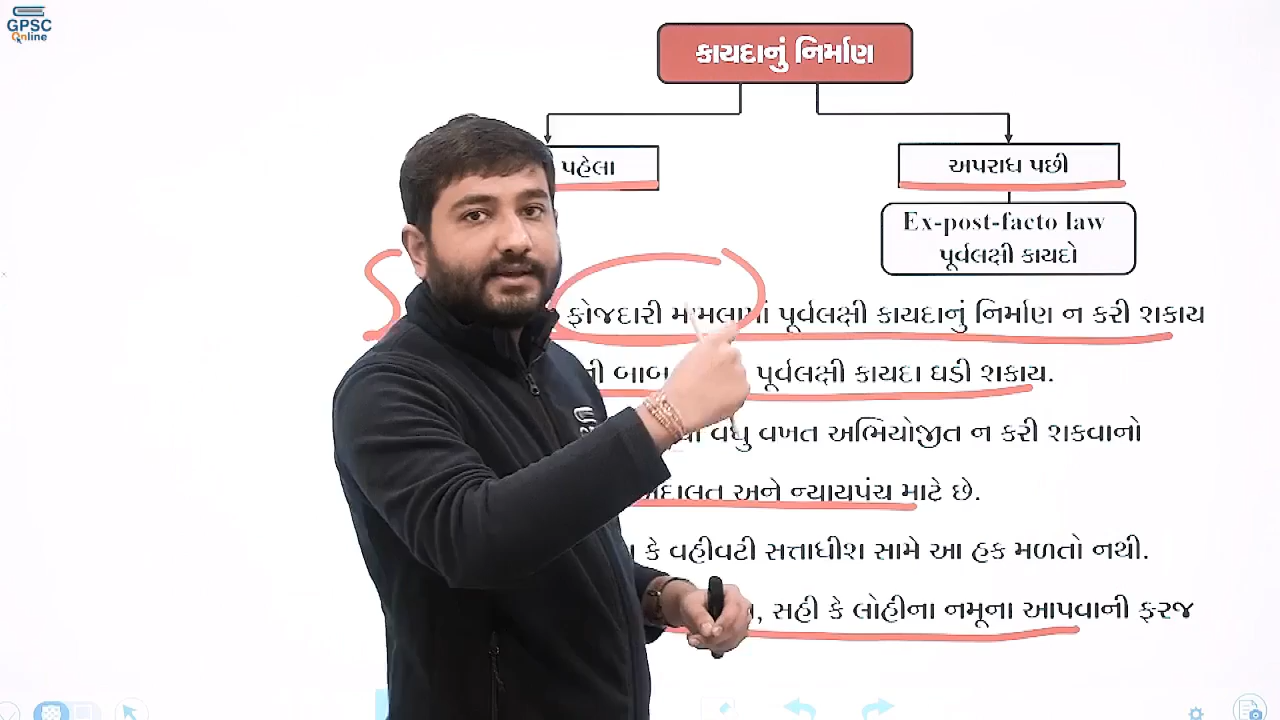 GPSC
Online
કાયદાનું નિર્માણ
પહેલા
અપરાધ પછી
Ex-post-facto law
પૂર્વલક્ષી કાયદો
ફોજદારી મામલામાં પૂર્વલક્ષી કાયદાનું નિર્માણ ન કરી શકાય
પૂર્વલક્ષી કાયદા ઘડી શકાય.
વધુ વખત અભિયોજીત ન કરી શકવાનો
અને ન્યાયપંચ માટે છે.
કે વહીવટી સત્તાધીશ સામે આ હક મળતો નથી.
સહી કે લોહીના નમૂના આપવાની ફરજ